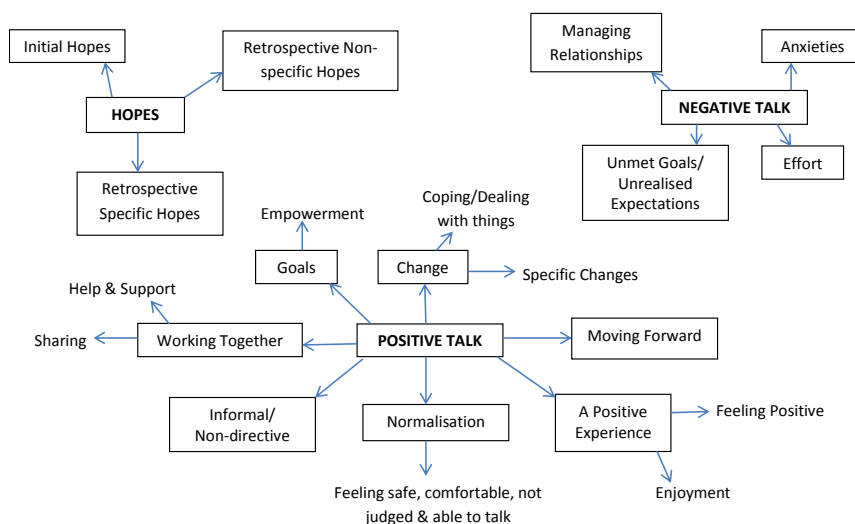 Initial Hopes
Retrospective Non-
specific Hopes
HOPES
Retrospective
Specific Hopes
Managing
Relationships
Anxieties
NEGATIVE TALK
Unmet Goals/
Unrealised
Expectations
Effort
Empowerment
Coping/Dealing
with things
Goals
Change
Specific Changes
Help & Support
Sharing
Working Together
POSITIVE TALK
Moving Forward
Informal/
Non-directive
Normalisation
A Positive
Experience
Feeling Positive
Feeling safe, comfortable, not
judged & able to talk
Enjoyment